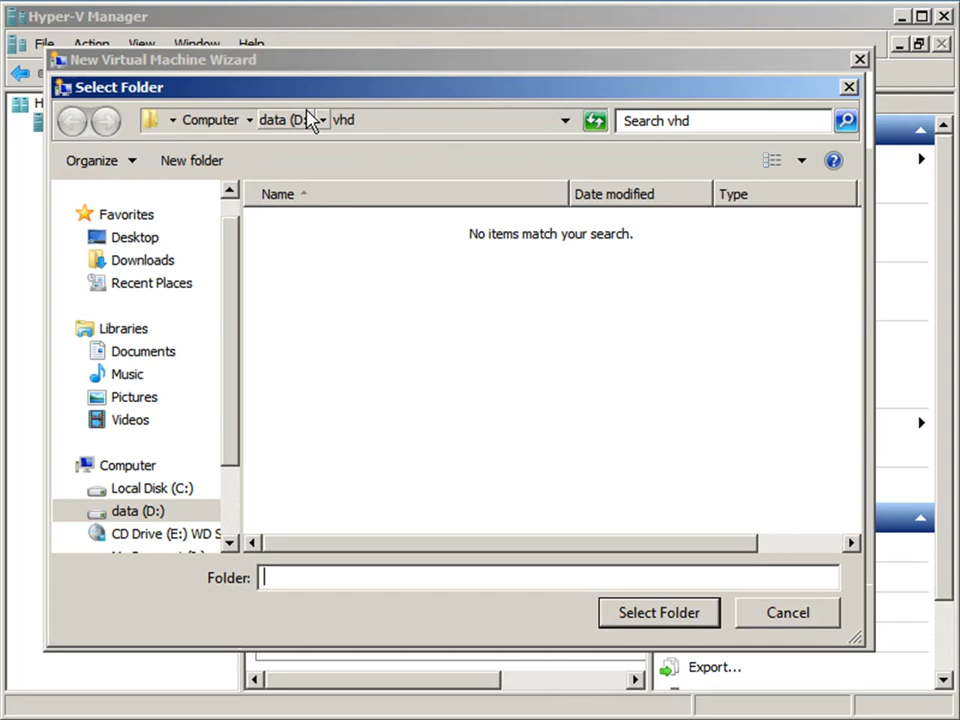 Hyper-V Manager
File Action View Window Help
New Virtual Machine Wizard
Select Folder
Computer data (D:) vhd
Search vhd
Organize New folder
Name Date modified Type
No items match your search.
Favorites
Desktop
Downloads
Recent Places
Libraries
Documents
Music
Pictures
Videos
Computer
Local Disk (C:)
data (D:)
CD Drive (E:) WD S
Folder:
Select Folder Cancel
Export...